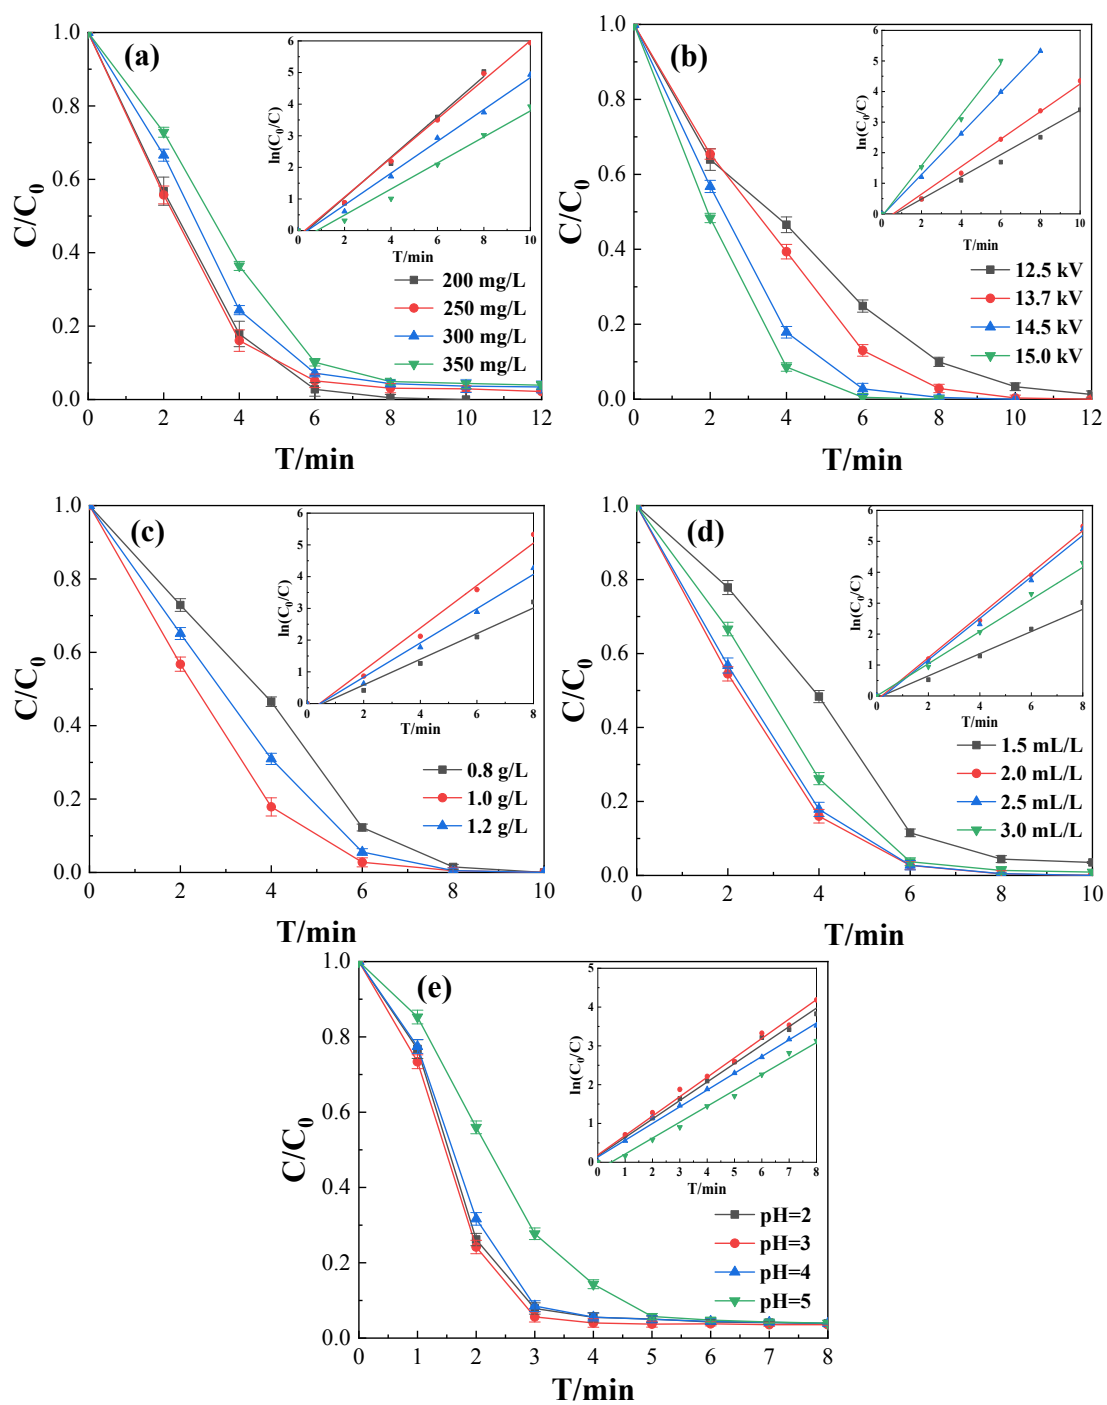 (a)
C/C0
1.0
0.8
0.6
0.4
0.2
0.0
0 2 4 6 8 10 12
T/min
ln(C0/C)
6
5
4
3
2
1
0
0 2 4 6 8 10
T/min
200 mg/L
250 mg/L
300 mg/L
350 mg/L
(b)
C/C0
1.0
0.8
0.6
0.4
0.2
0.0
0 2 4 6 8 10 12
T/min
ln(C0/C)
6
5
4
3
2
1
0
0 2 4 6 8 10
T/min
12.5 kV
13.7 kV
14.5 kV
15.0 kV
(c)
C/C0
1.0
0.8
0.6
0.4
0.2
0.0
0 2 4 6 8 10
T/min
ln(C0/C)
6
5
4
3
2
1
0
0 2 4 6 8
T/min
0.8 g/L
1.0 g/L
1.2 g/L
(d)
C/C0
1.0
0.8
0.6
0.4
0.2
0.0
0 2 4 6 8 10
T/min
ln(C0/C)
6
5
4
3
2
1
0
0 2 4 6 8
T/min
1.5 mL/L
2.0 mL/L
2.5 mL/L
3.0 mL/L
(e)
C/C0
1.0
0.8
0.6
0.4
0.2
0.0
0 1 2 3 4 5 6 7 8
T/min
ln(C0/C)
5
4
3
2
1
0
0 1 2 3 4 5 6 7 8
T/min
pH=2
pH=3
pH=4
pH=5